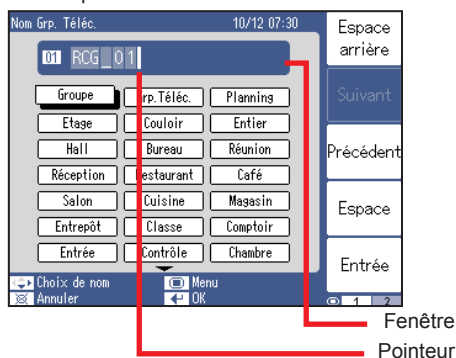 Nom Grp. Téléc. 10/12 07:30
01 RCG_01
Groupe Grp.Téléc. Planning
Etage Couloir Entier
Hall Bureau Réunion
Réception Restaurant Café
Salon Cuisine Magasin
Entrepôt Classe Comptoir
Entrée Contrôle Chambre
Choix de nom Menu
Annuler OK
Espace
arrière
Suivant
Précédent
Espace
Entrée
1 2
Fenêtre
Pointeur